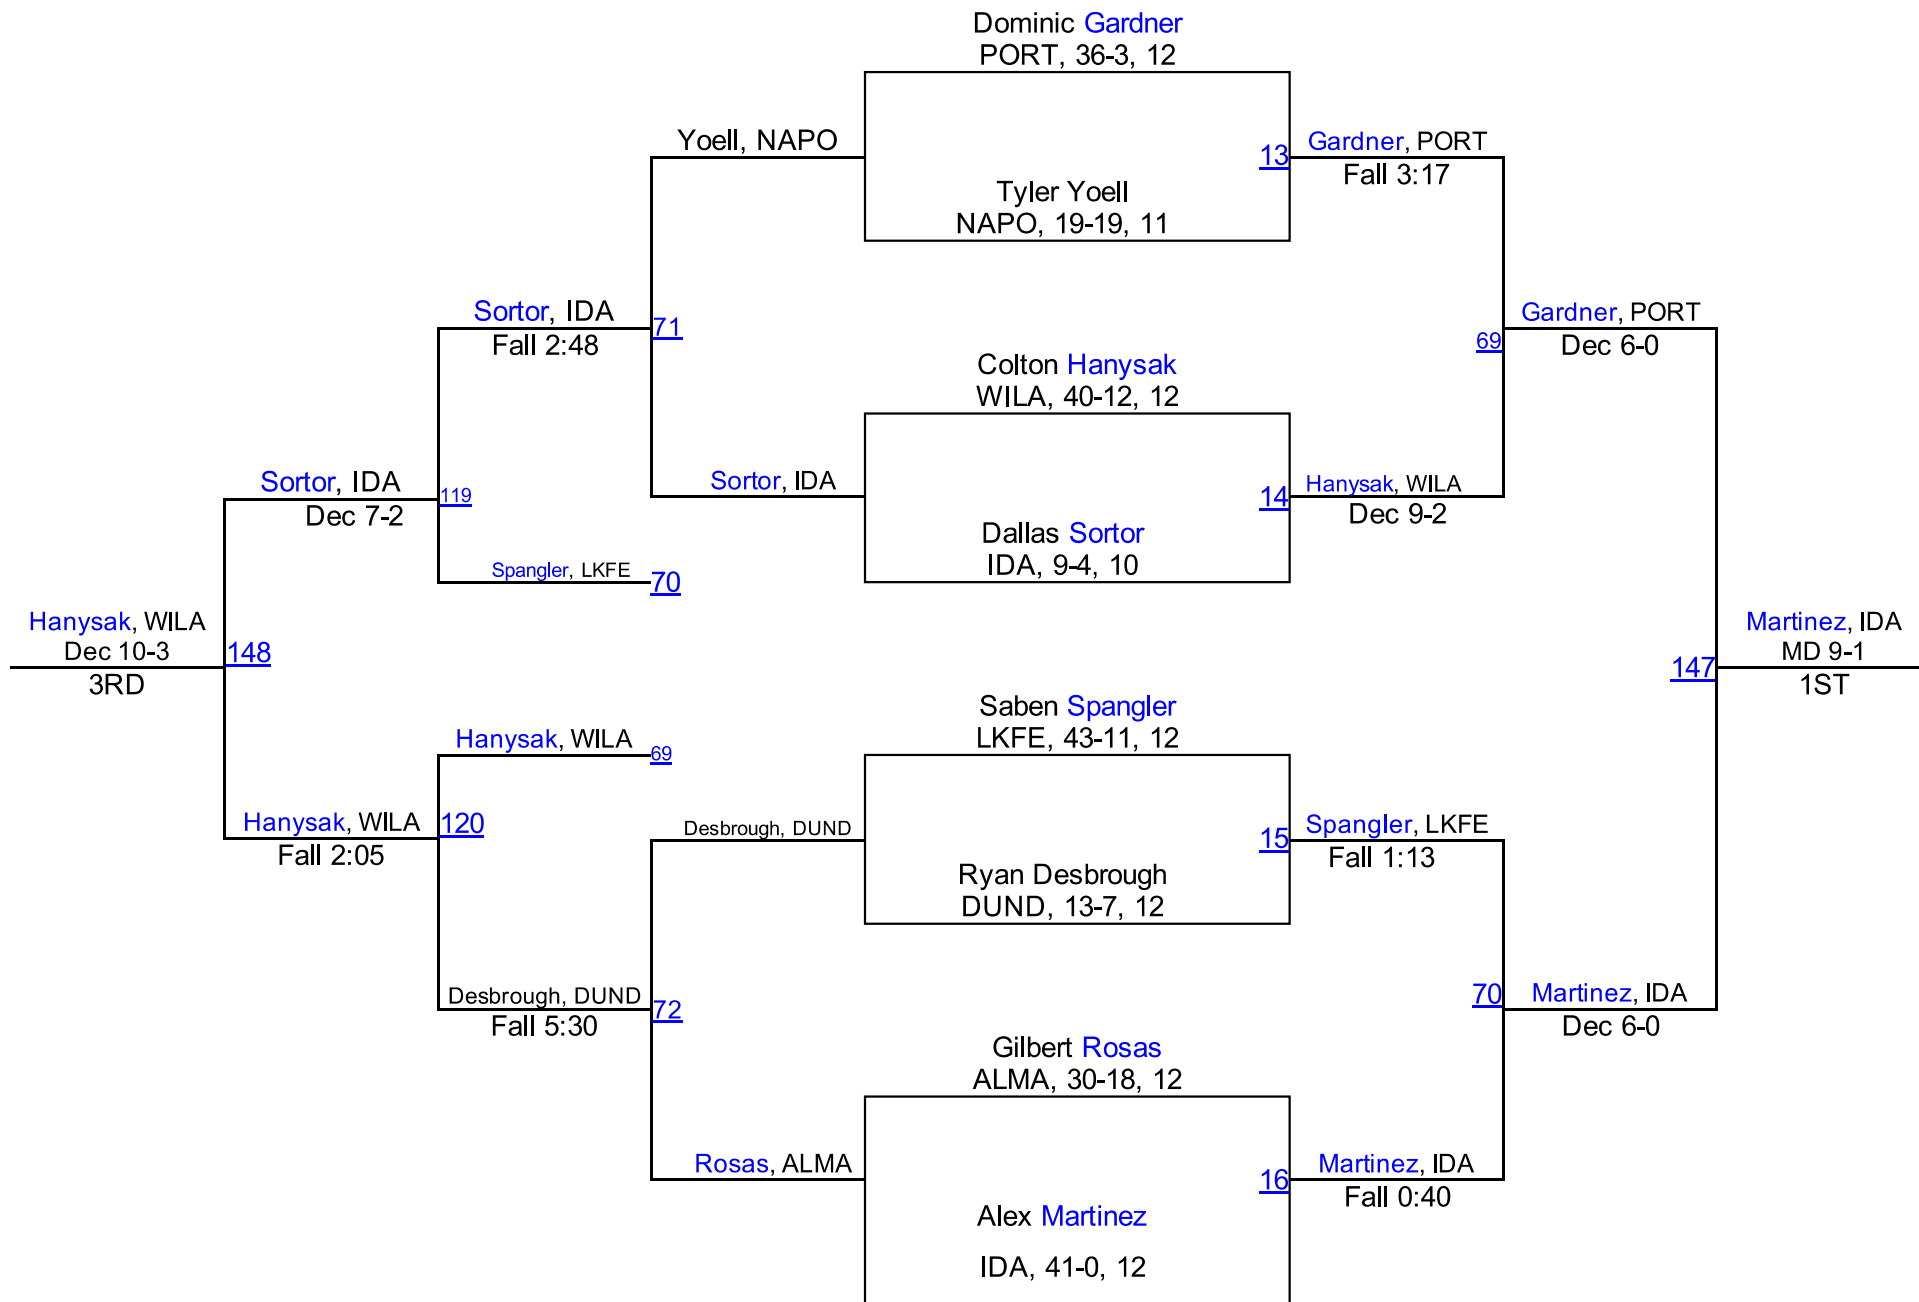 Dominic Gardner
PORT, 36-3, 12
Yoell, NAPO
13
Gardner, PORT
Fall 3:17
Tyler Yoell
NAPO, 19-19, 11
Sortor, IDA
Fall 2:48
71
Gardner, PORT
Dec 6-0
69
Colton Hanysak
WILA, 40-12, 12
Sortor, IDA
Dec 7-2
119
Sortor, IDA
14
Hanysak, WILA
Dec 9-2
Dallas Sortor
IDA, 9-4, 10
Spangler, LKFE
70
Hanysak, WILA
Dec 10-3
3RD
148
147
Martinez, IDA
MD 9-1
1ST
Saben Spangler
LKFE, 43-11, 12
Hanysak, WILA
69
Hanysak, WILA
Fall 2:05
120
Desbrough, DUND
15
Spangler, LKFE
Fall 1:13
Ryan Desbrough
DUND, 13-7, 12
Desbrough, DUND
Fall 5:30
72
70
Martinez, IDA
Dec 6-0
Gilbert Rosas
ALMA, 30-18, 12
Rosas, ALMA
16
Martinez, IDA
Fall 0:40
Alex Martinez
IDA, 41-0, 12